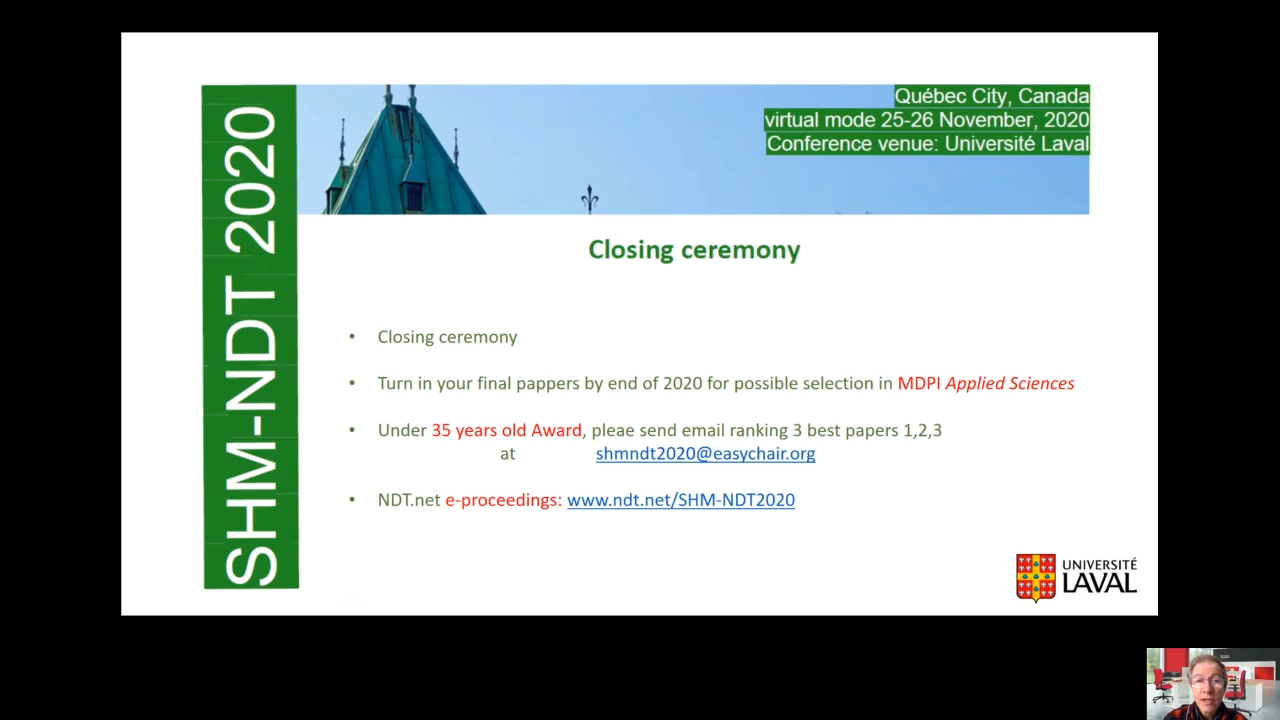 SHM-NDT 2020
Québec City, Canada
virtual mode 25-26 November, 2020
Conference venue: Université Laval
Closing ceremony
• Closing ceremony
• Turn in your final pappers by end of 2020 for possible selection in MDPI Applied Sciences
• Under 35 years old Award, pleae send email ranking 3 best papers 1,2,3
at shmndt2020@easychair.org
• NDT.net e-proceedings: www.ndt.net/SHM-NDT2020
UNIVERSITÉ
LAVAL